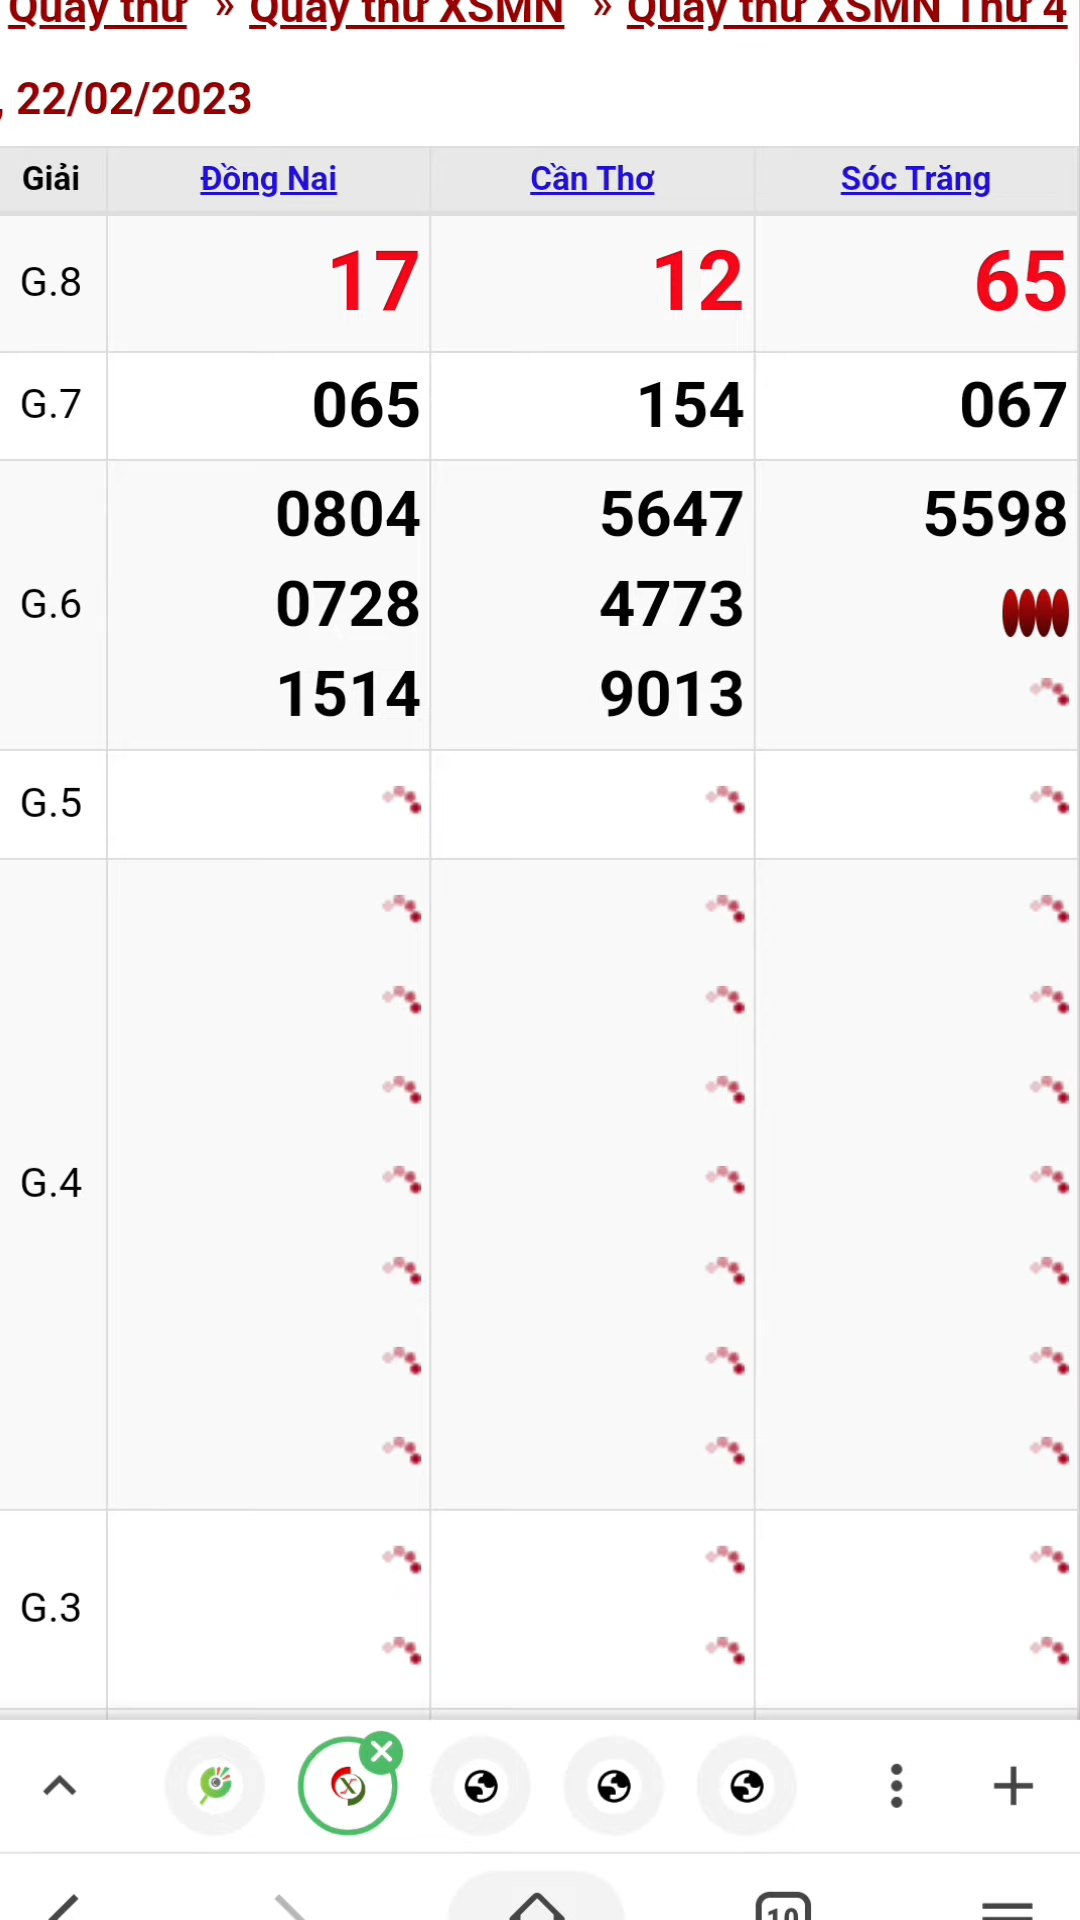 Quay thử » Quay thử XSMN » Quay thử XSMN Thứ 4
, 22/02/2023
Giải Đồng Nai Cần Thơ Sóc Trăng
G.8 17 12 65
G.7 065 154 067
G.6 0804 5647 5598
0728 4773
1514 9013
G.5
G.4
G.3
X
10